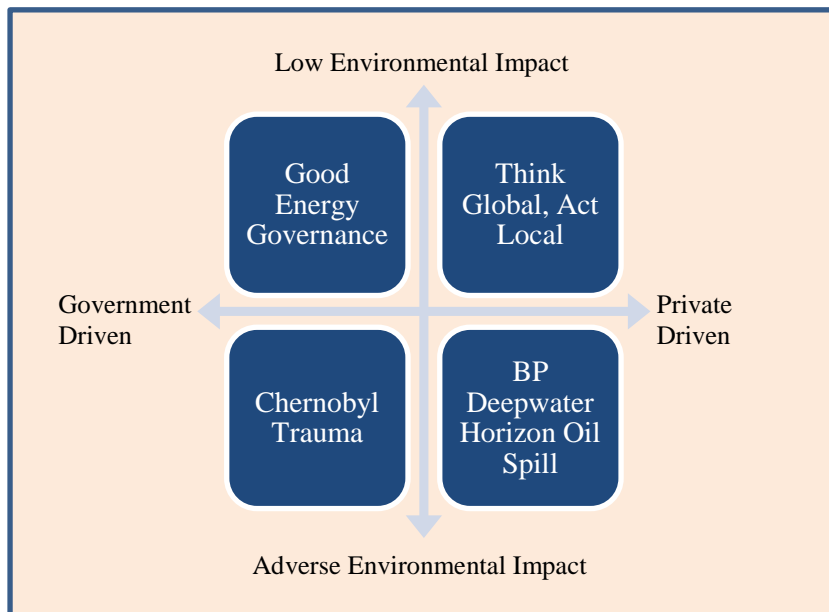 Low Environmental Impact
Good
Energy
Governance
Think
Global, Act
Local
Government
Driven
Private
Driven
Chernobyl
Trauma
BP
Deepwater
Horizon Oil
Spill
Adverse Environmental Impact